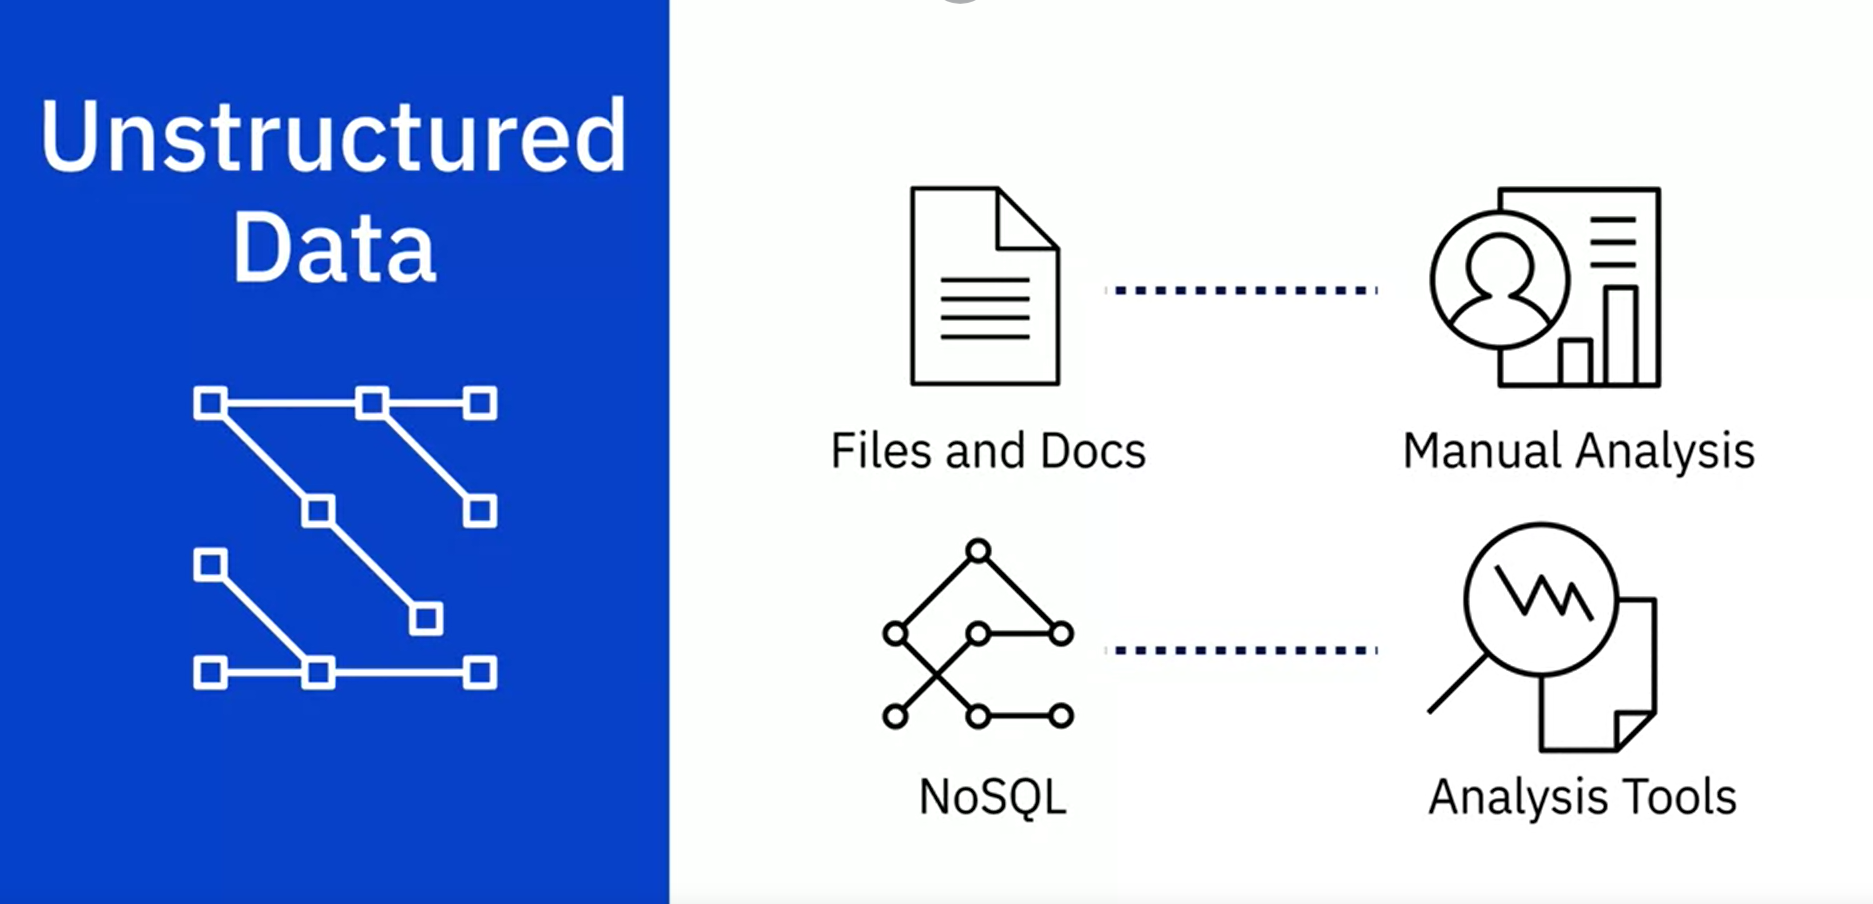 Unstructured
Data
Files and Docs
Manual Analysis
NoSQL
Analysis Tools